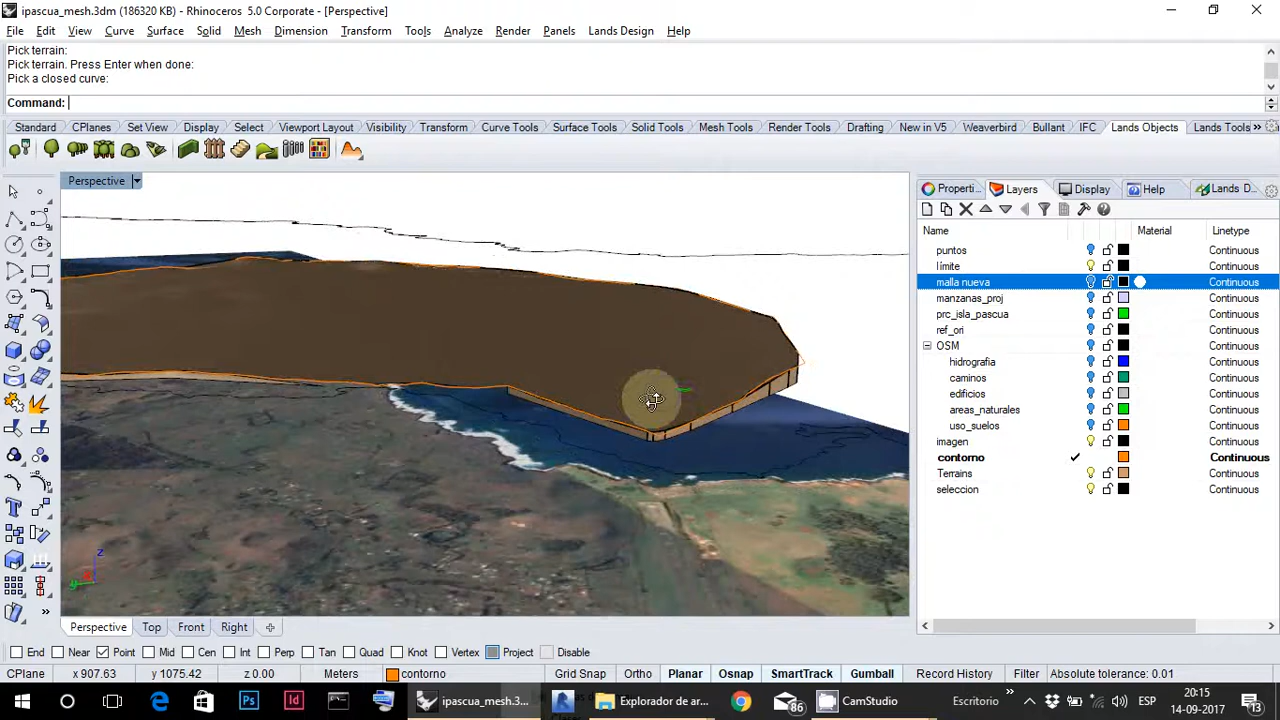 ipascua_mesh.3dm (186320 KB) - Rhinoceros 5.0 Corporate - [Perspective]
File Edit View Curve Surface Solid Mesh Dimension Transform Tools Analyze Render Panels Lands Design Help
Pick terrain:
Pick terrain. Press Enter when done:
Pick a closed curve:
Command:
Standard CPlanes Set View Display Select Viewport Layout Visibility Transform Curve Tools Surface Tools Solid Tools Mesh Tools Render Tools Drafting New in V5 Weaverbird Bullant IFC Lands Objects Lands Tools
Perspective
Properti... Layers Display Help Lands D...
Name Material Linetype
puntos Continuous
límite Continuous
malla nueva Continuous
manzanas_proj Continuous
prc_isla_pascua Continuous
ref_ori Continuous
OSM Continuous
hidrografia Continuous
caminos Continuous
edificios Continuous
areas_naturales Continuous
uso_suelos Continuous
imagen Continuous
contorno Continuous
Terrains Continuous
seleccion Continuous
z
y
Perspective Top Front Right
End Near Point Mid Cen Int Perp Tan Quad Knot Vertex Project Disable
CPlane x 907.63 y 1075.42 z 0.00 Meters contorno Grid Snap Ortho Planar Osnap SmartTrack Gumball Record History Filter Absolute tolerance: 0.01
ipascua_mesh.3d... Explorador de ar... 86 CamStudio Escritorio ESP 20:15
14-09-2017 13